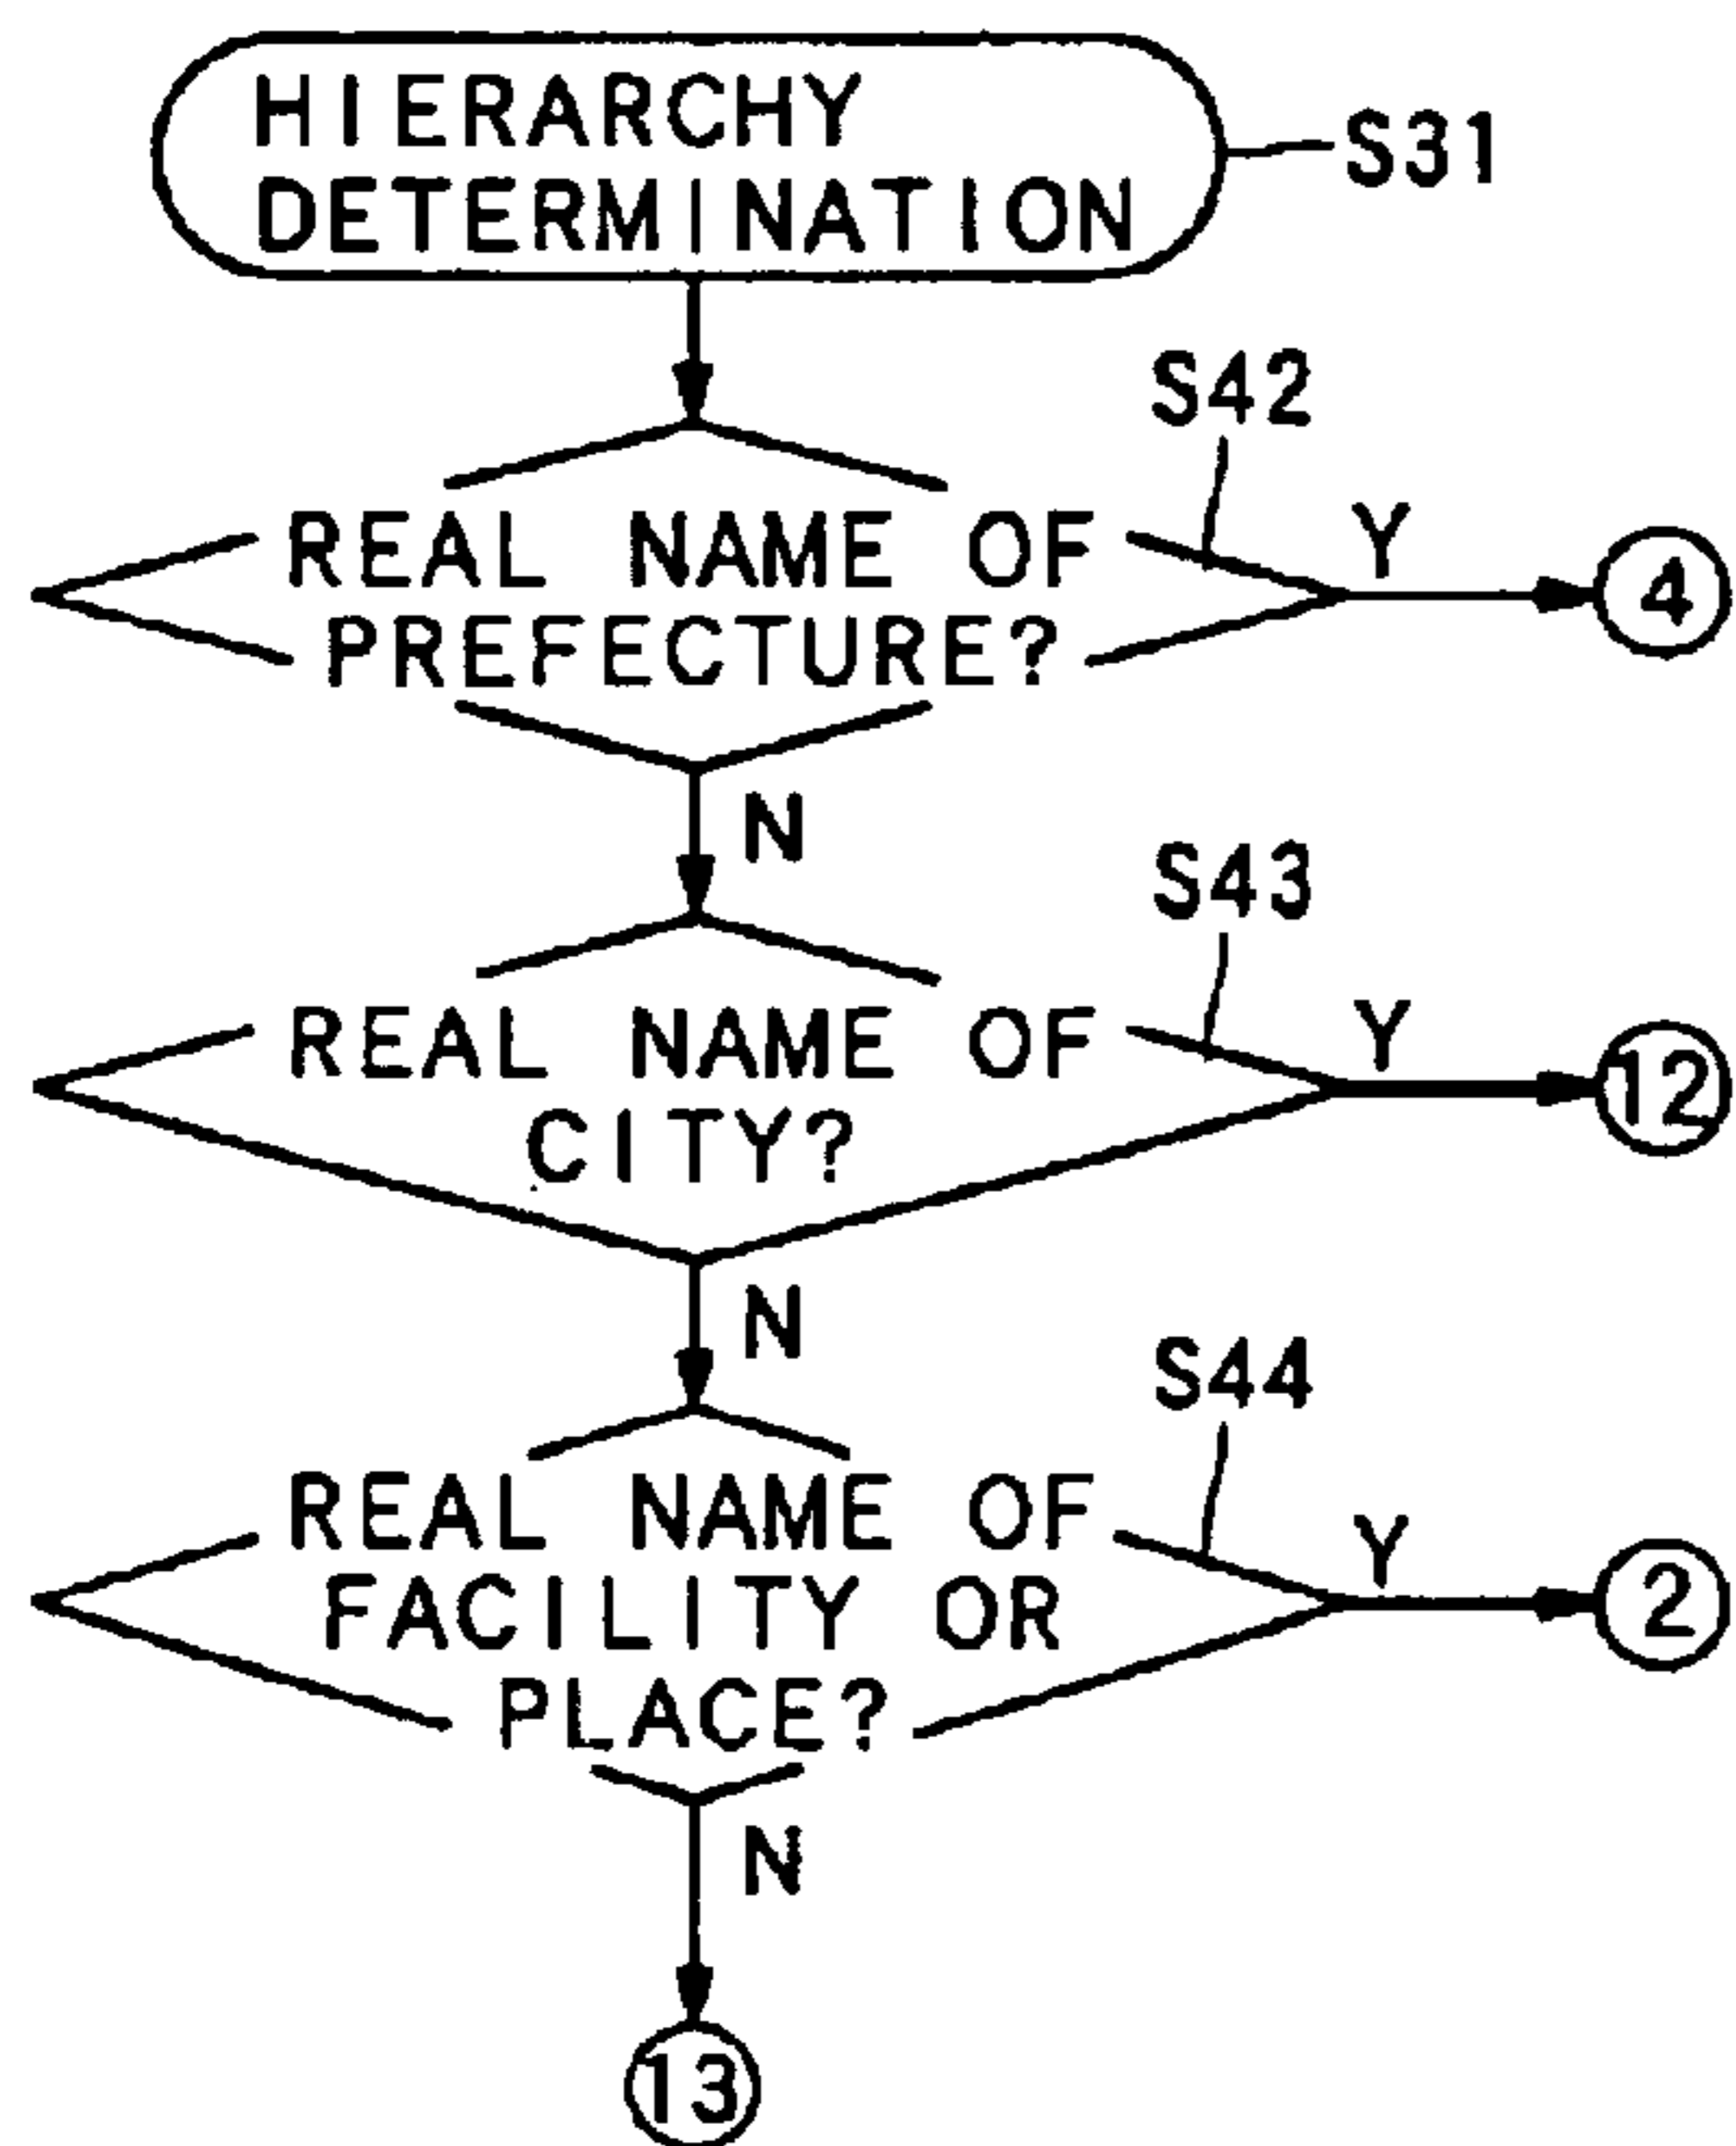 HIERARCHY
DETERMINATION
S31
S42
REAL NAME OF
PREFECTURE?
Y
4
N
S43
REAL NAME OF
CITY?
Y
12
N
S44
REAL NAME OF
FACILITY OR
PLACE?
Y
2
N
13